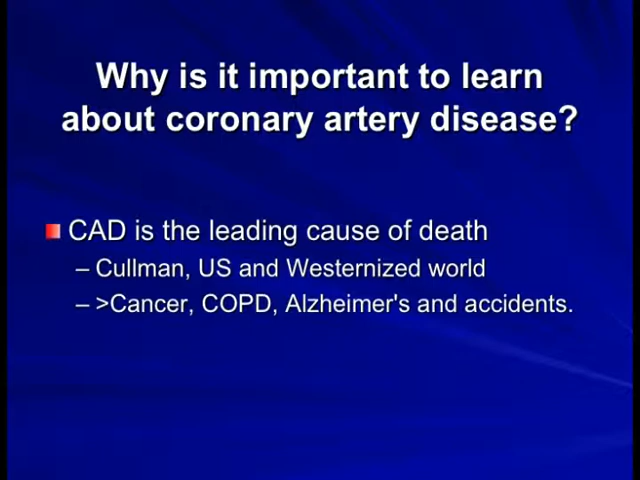 Why is it important to learn
about coronary artery disease?
CAD is the leading cause of death
– Cullman, US and Westernized world
– >Cancer, COPD, Alzheimer's and accidents.